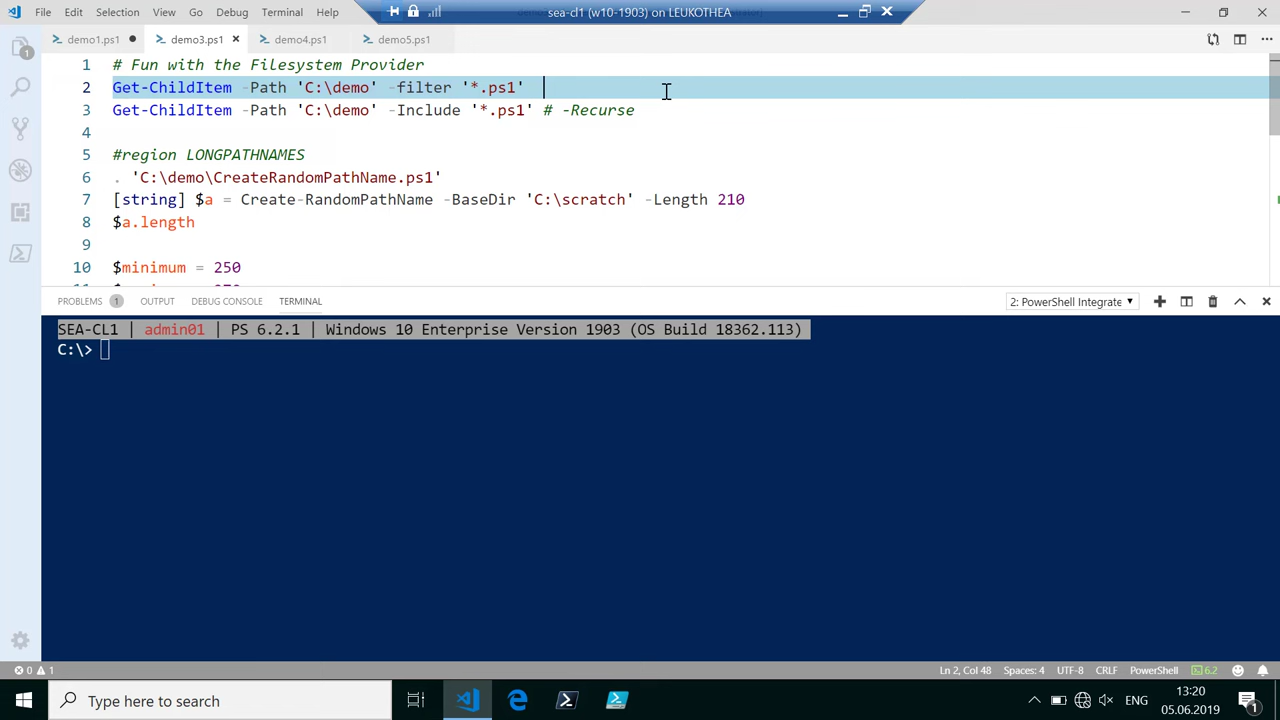 File Edit Selection View Go Debug Terminal Help
sea-cl1 (w10-1903) on LEUKOTHEA
demo1.ps1 demo3.ps1 demo4.ps1 demo5.ps1
1 # Fun with the Filesystem Provider
2 Get-ChildItem -Path 'C:\demo' -filter '*.ps1'
3 Get-ChildItem -Path 'C:\demo' -Include '*.ps1' # -Recurse
4
5 #region LONGPATHNAMES
6 . 'C:\demo\CreateRandomPathName.ps1'
7 [string] $a = Create-RandomPathName -BaseDir 'C:\scratch' -Length 210
8 $a.length
9
10 $minimum = 250
PROBLEMS 1 OUTPUT DEBUG CONSOLE TERMINAL 2: PowerShell Integrate
SEA-CL1 | admin01 | PS 6.2.1 | Windows 10 Enterprise Version 1903 (OS Build 18362.113)
C:\>
0 1 Ln 2, Col 48 Spaces: 4 UTF-8 CRLF PowerShell 6.2
Type here to search
ENG
13:20
05.06.2019
1